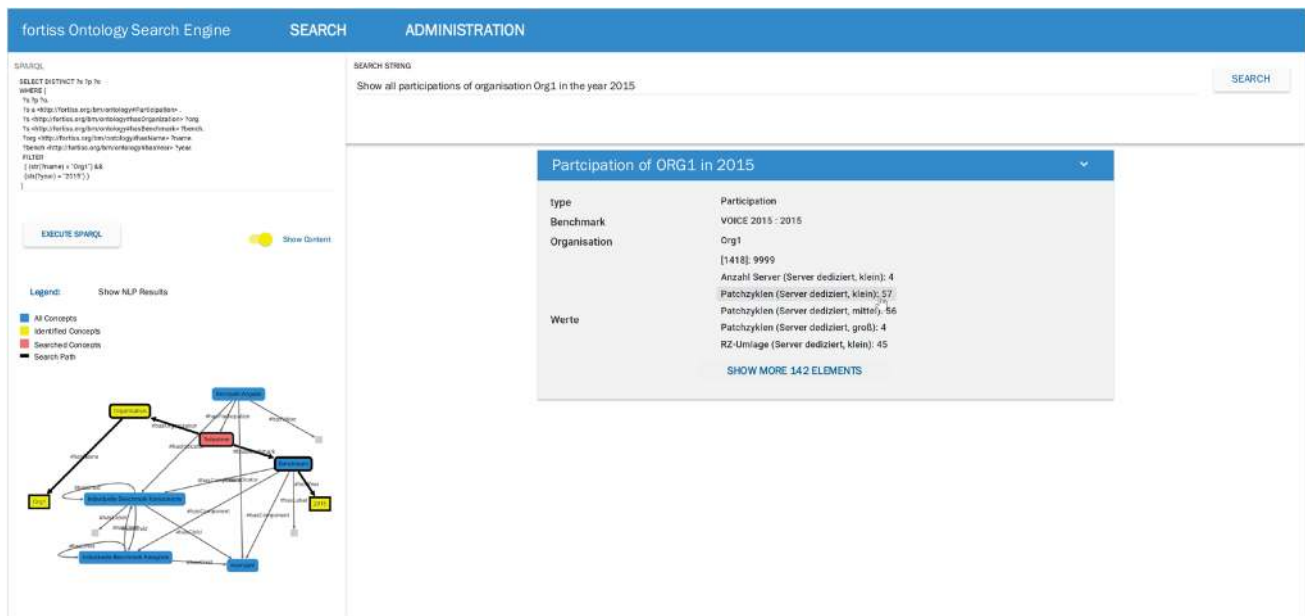 fortiss Ontology Search Engine SEARCH ADMINISTRATION
SPARQL
SELECT DISTINCT ?s ?p ?o
WHERE {
?s ?p ?o.
?s a <http://fortiss.org/bm/ontology#Participation> .
?s <http://fortiss.org/bm/ontology#hasOrganization> ?org.
?s <http://fortiss.org/bm/ontology#hasBenchmark> ?bench.
?org <http://fortiss.org/bm/ontology#hasName> ?name.
?bench <http://fortiss.org/bm/ontology#hasYear> ?year.
FILTER
( (str(?name) = "Org1") &&
(str(?year) = "2015") )
}
EXECUTE SPARQL
Show Content
Legend: Show NLP Results
All Concepts
Identified Concepts
Searched Concepts
Search Path
Organisation
#hasParticipation
Teilnahme
Benchmark
#hasName
Org1
2015
Individuelle Benchmark Komponente
#hasComponent
#hasComponent
SEARCH STRING
Show all participations of organisation Org1 in the year 2015
SEARCH
Partcipation of ORG1 in 2015
type Participation
Benchmark VOICE 2015 : 2015
Organisation Org1
Werte
[1418]: 9999
Anzahl Server (Server dediziert, klein): 4
Patchzyklen (Server dediziert, klein): 57
Patchzyklen (Server dediziert, mittel): 56
Patchzyklen (Server dediziert, groß): 4
RZ-Umlage (Server dediziert, klein): 45
SHOW MORE 142 ELEMENTS